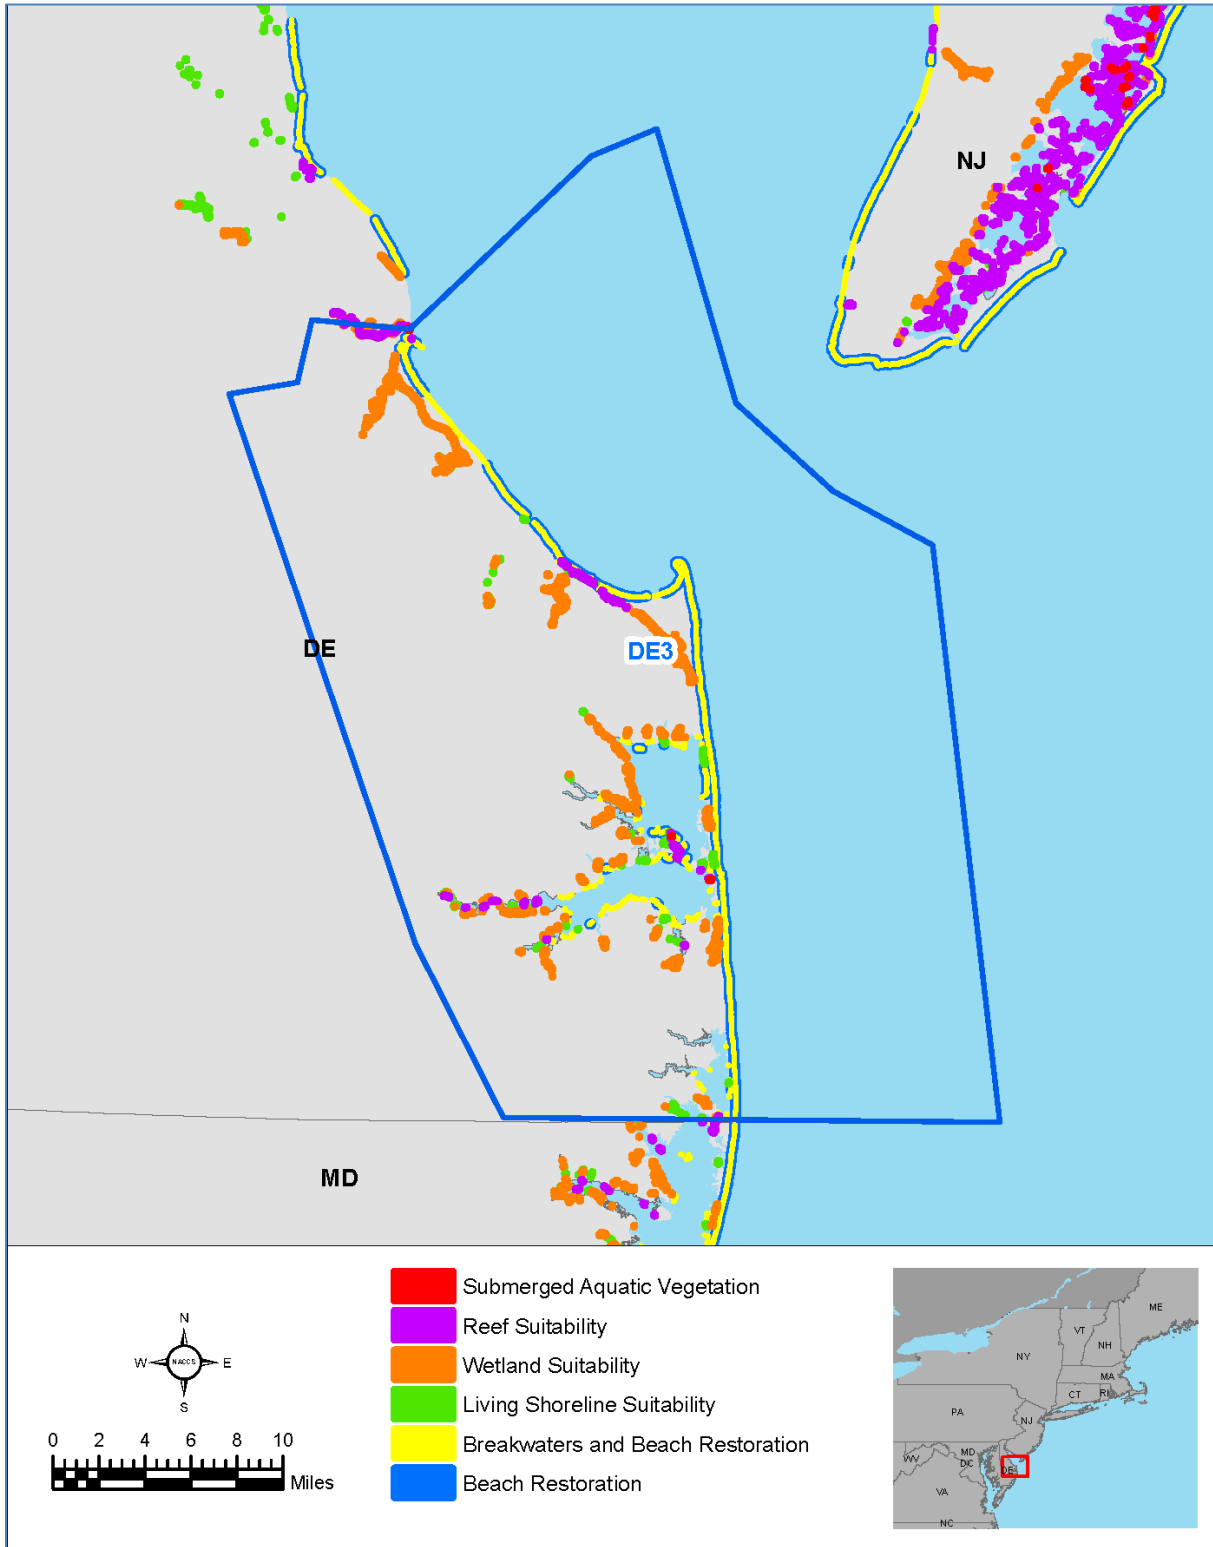 NJ
DE
DE3
MD
N
W NACCS E
S
0 2 4 6 8 10
Miles
Submerged Aquatic Vegetation
Reef Suitability
Wetland Suitability
Living Shoreline Suitability
Breakwaters and Beach Restoration
Beach Restoration
ME
VT
NH
NY
MA
CT RI
PA
NJ
MD
WV DC
DE
VA
NC